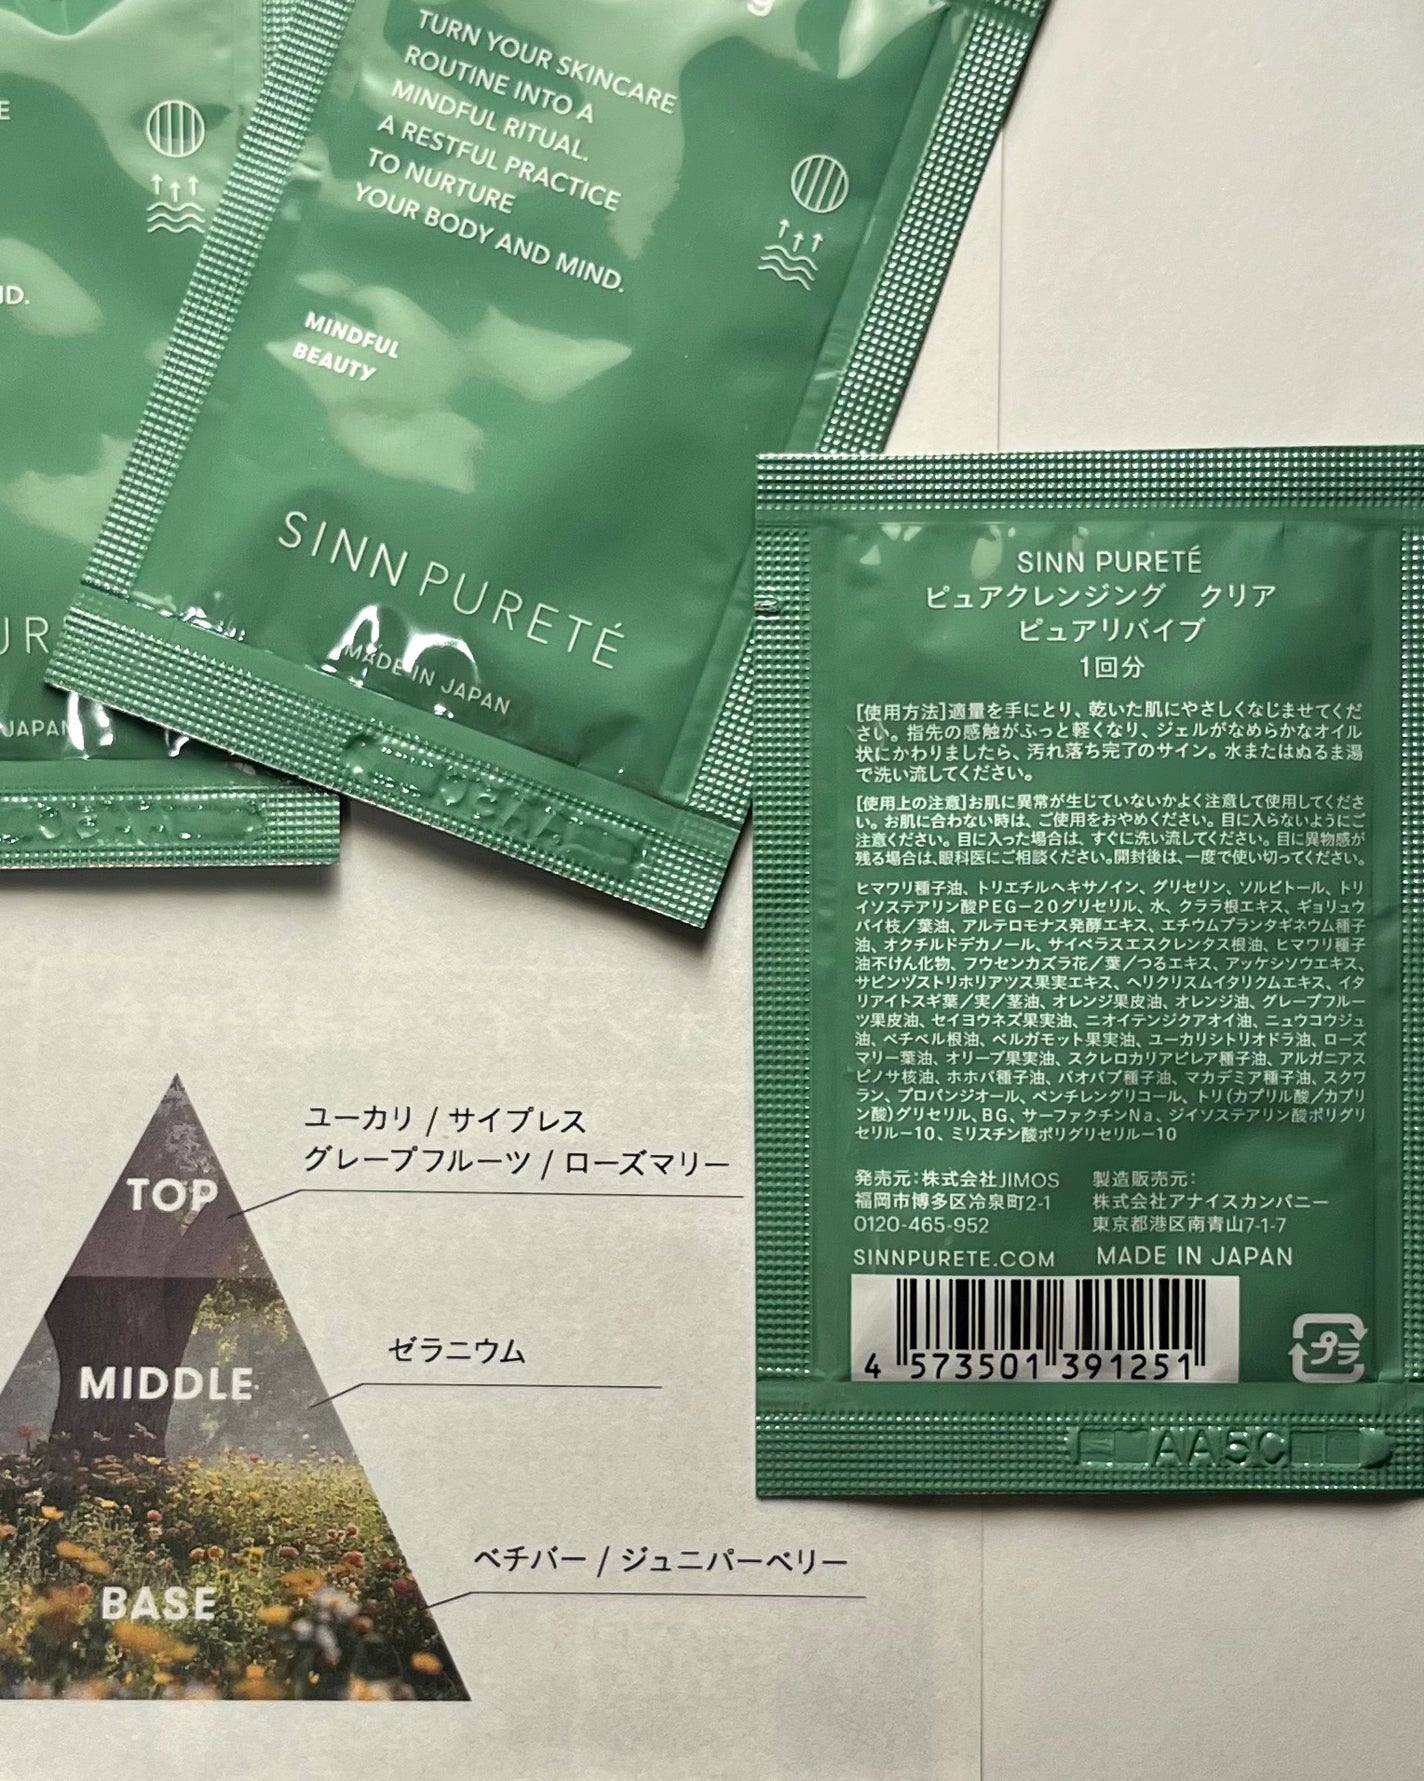 TURN YOUR SKINCARE
ROUTINE INTO A
MINDFUL RITUAL.
A RESTFUL PRACTICE
TO NURTURE
YOUR BODY AND MIND.
MINDFUL
BEAUTY
SINN PURETÉ
MADE IN JAPAN
JAPAN
SINN PURETÉ
ピュアクレンジング　クリア
ピュアリバイブ
1回分
[使用方法]適量を手にとり、乾いた肌にやさしくなじませてくだ
さい。指先の感触がふっと軽くなり、ジェルがなめらかなオイル
状にかわりましたら、汚れ落ち完了のサイン。水またはぬるま湯
で洗い流してください。
[使用上の注意]お肌に異常が生じていないかよく注意して使用してくださ
い。お肌に合わない時は、ご使用をおやめください。目に入らないようにご
注意ください。目に入った場合は、すぐに洗い流してください。目に異物感が
残る場合は、眼科医にご相談ください。開封後は、一度で使い切ってください。
ヒマワリ種子油、トリエチルヘキサノイン、グリセリン、ソルビトール、トリ
イソステアリン酸PEG-20グリセリル、水、クララ根エキス、ギョリュウ
バイ枝／葉油、アルテロモナス発酵エキス、エチウムプランタギネウム種子
油、オクチルドデカノール、サイペラスエスクレンタス根油、ヒマワリ種子
油不けん化物、フウセンカズラ花／葉／つるエキス、アッケシソウエキス、
サピンヅストリホリアツス果実エキス、ヘリクリスムイタリクムエキス、イタ
リアイトスギ葉／実／茎油、オレンジ果皮油、オレンジ油、グレープフルー
ツ果皮油、セイヨウネズ果実油、ニオイテンジクアオイ油、ニュウコウジュ
油、ベチベル根油、ベルガモット果実油、ユーカリシトリオドラ油、ローズ
マリー葉油、オリーブ果実油、スクレロカリアビレア種子油、アルガニアス
ピノサ核油、ホホバ種子油、バオバブ種子油、マカデミア種子油、スクワ
ラン、プロパンジオール、ペンチレングリコール、トリ(カプリル酸／カプリ
ン酸)グリセリル、BG、サーファクチンNa、ジイソステアリン酸ポリグリ
セリル-10、ミリスチン酸ポリグリセリル-10
発売元:株式会社JIMOS
福岡市博多区冷泉町2-1
0120-465-952
製造販売元:
株式会社アナイスカンパニー
東京都港区南青山7-1-7
SINNPURETE.COM MADE IN JAPAN
4 573501 391251
プラ
AA5C
TOP
ユーカリ / サイプレス
グレープフルーツ / ローズマリー
MIDDLE
ゼラニウム
BASE
ベチバー / ジュニパーベリー